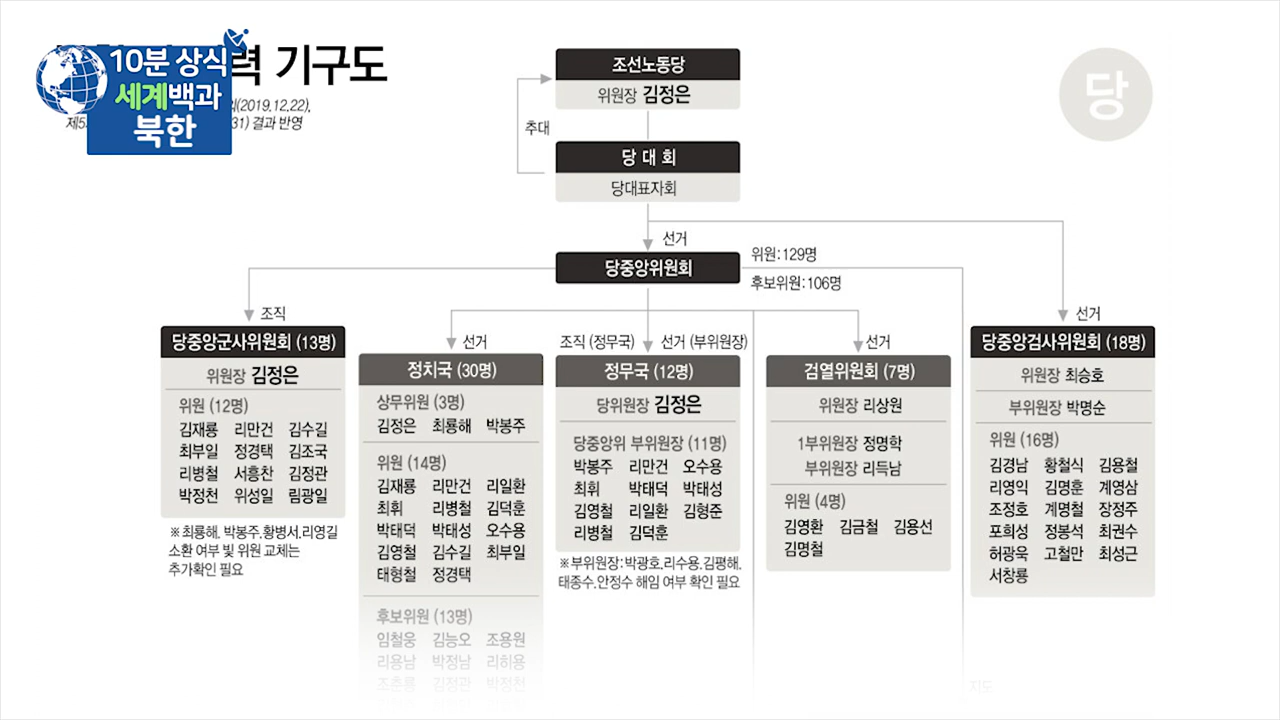 력 기구도
10분 상식
세계백과
북한
(2019.12.22),
31) 결과 반영
당
조선노동당
위원장 김정은
추대
당 대 회
당대표자회
선거
당중앙위원회
위원: 129명
후보위원: 106명
조직
당중앙군사위원회 (13명)
위원장 김정은
위원 (12명)
김재룡 리만건 김수길
최부일 정경택 김조국
리병철 서흥찬 김정관
박정천 위성일 림광일
※최룡해, 박봉주.황병서.리영길
소환 여부 빛 위원 교체는
추가확인 필요
선거
정치국 (30명)
상무위원 (3명)
김정은 최룡해 박봉주
위원 (14명)
김재룡 리만건 리일환
최휘 리병철 김덕훈
박태덕 박태성 오수용
김영철 김수길 최부일
태형철 정경택
후보위원 (13명)
임철웅 김능오 조용원
리용남 박정남 리히용
조춘룡 김정관 박정천
조직 (정무국) 선거 (부위원장)
정무국 (12명)
당위원장 김정은
당중앙위 부위원장 (11명)
박봉주 리만건 오수용
최휘 박태덕 박태성
김영철 리일환 김형준
리병철 김덕훈
※부위원장: 박광호.리수용.김평해.
태종수.안정수 해임 여부 확인 필요
선거
검열위원회 (7명)
위원장 리상원
1부위원장 정명학
부위원장 리득남
위원 (4명)
김영환 김금철 김용선
김명철
선거
당중앙검사위원회 (18명)
위원장 최승호
부위원장 박명순
위원 (16명)
김경남 황철식 김용철
리영익 김명훈 계영삼
조정호 계명철 장정주
포희성 정봉석 최권수
허광욱 고철만 최성근
서창룡
지도